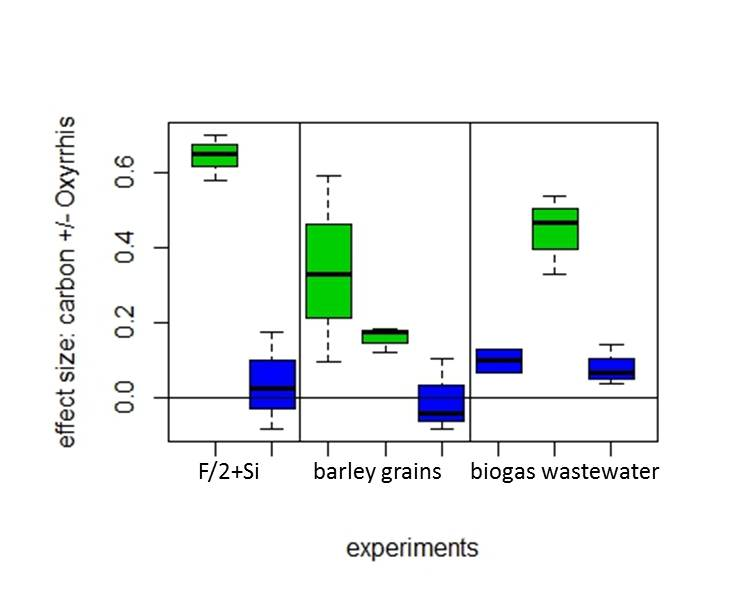 effect size: carbon +/- Oxyrrhis
0.6
0.4
0.2
0.0
F/2+Si
barley grains
biogas wastewater
experiments